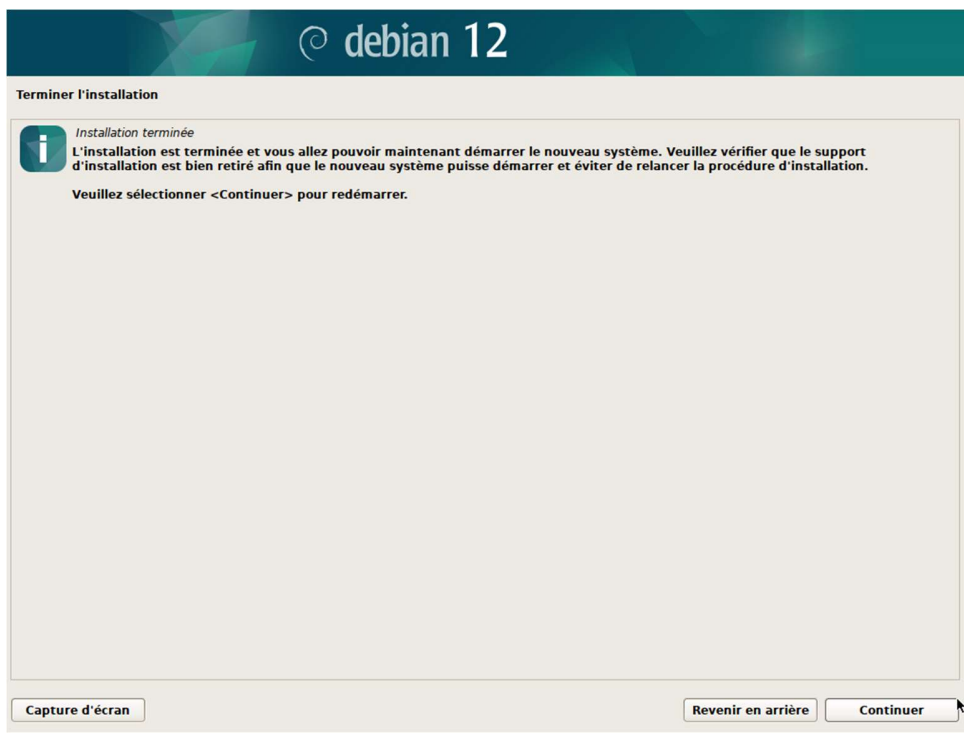 debian 12
Terminer l'installation
Installation terminée
L'installation est terminée et vous allez pouvoir maintenant démarrer le nouveau système. Veuillez vérifier que le support
d'installation est bien retiré afin que le nouveau système puisse démarrer et éviter de relancer la procédure d'installation.
Veuillez sélectionner <Continuer> pour redémarrer.
Capture d'écran
Revenir en arrière
Continuer